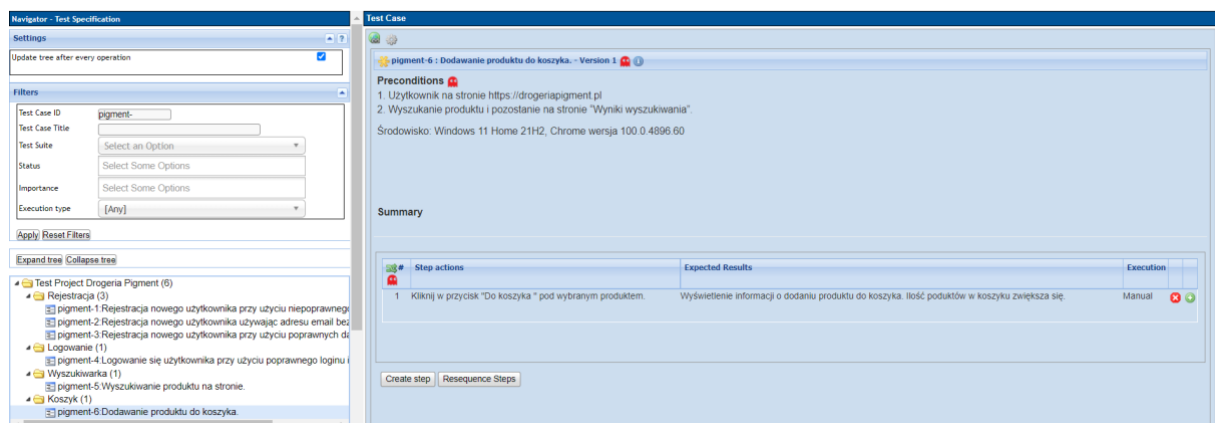 Navigator - Test Specification
Settings
?
Update tree after every operation
Filters
Test Case ID
pigment-
Test Case Title
Test Suite
Select an Option
Status
Select Some Options
Importance
Select Some Options
Execution type
[Any]
Apply Reset Filters
Expand tree Collapse tree
Test Project Drogeria Pigment (6)
Rejestracja (3)
pigment-1:Rejestracja nowego użytkownika przy użyciu niepoprawneg
pigment-2:Rejestracja nowego użytkownika używając adresu email bez
pigment-3:Rejestracja nowego użytkownika przy użyciu poprawnych da
Logowanie (1)
pigment-4:Logowanie się użytkownika przy użyciu poprawnego loginu i
Wyszukiwarka (1)
pigment-5:Wyszukiwanie produktu na stronie.
Koszyk (1)
pigment-6:Dodawanie produktu do koszyka.
Test Case
pigment-6 : Dodawanie produktu do koszyka. - Version 1
Preconditions
1. Użytkownik na stronie https://drogeriapigment.pl
2. Wyszukanie produktu i pozostanie na stronie "Wyniki wyszukiwania".
Środowisko: Windows 11 Home 21H2, Chrome wersja 100.0.4896.60
Summary
# Step actions Expected Results Execution
1 Kliknij w przycisk "Do koszyka " pod wybranym produktem. Wyświetlenie informacji o dodaniu produktu do koszyka. Ilość poduktów w koszyku zwiększa się. Manual
Create step Resequence Steps